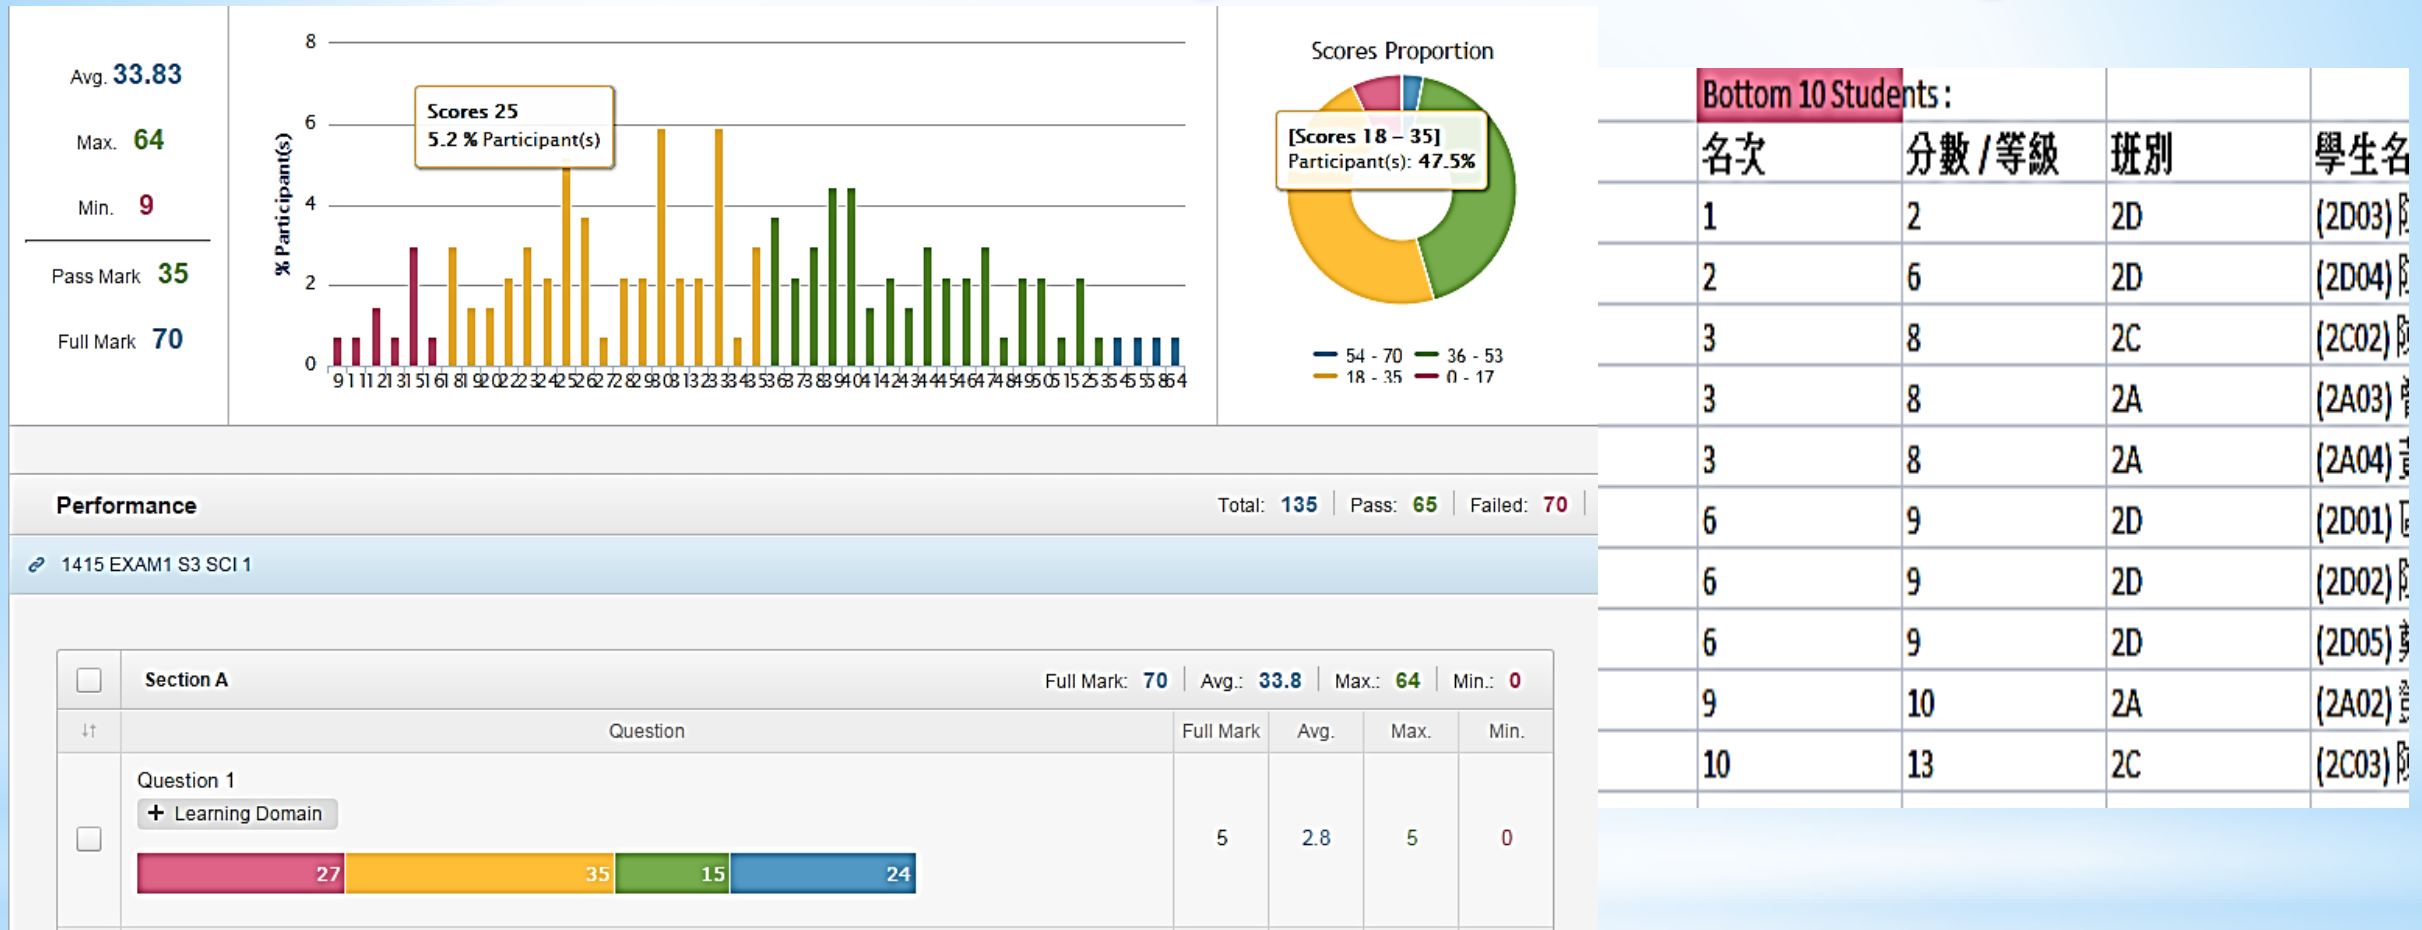 Avg. 33.83
Max. 64
Min. 9
Pass Mark 35
Full Mark 70
8
6
4
2
0
% Participant(s)
Scores 25
5.2 % Participant(s)
Scores Proportion
[Scores 18 – 35]
Participant(s): 47.5%
54 - 70 36 - 53
18 - 35 0 - 17
Performance
Total: 135 Pass: 65 Failed: 70
1415 EXAM1 S3 SCI 1
Section A
Full Mark: 70 Avg.: 33.8 Max.: 64 Min.: 0
Question Full Mark Avg. Max. Min.
Question 1
+ Learning Domain
27 35 15 24
5 2.8 5 0
Bottom 10 Students :
名次 分數 / 等級 班別 學生名
1 2 2D (2D03)
2 6 2D (2D04)
3 8 2C (2C02)
3 8 2A (2A03)
3 8 2A (2A04)
6 9 2D (2D01)
6 9 2D (2D02)
6 9 2D (2D05)
9 10 2A (2A02)
10 13 2C (2C03)